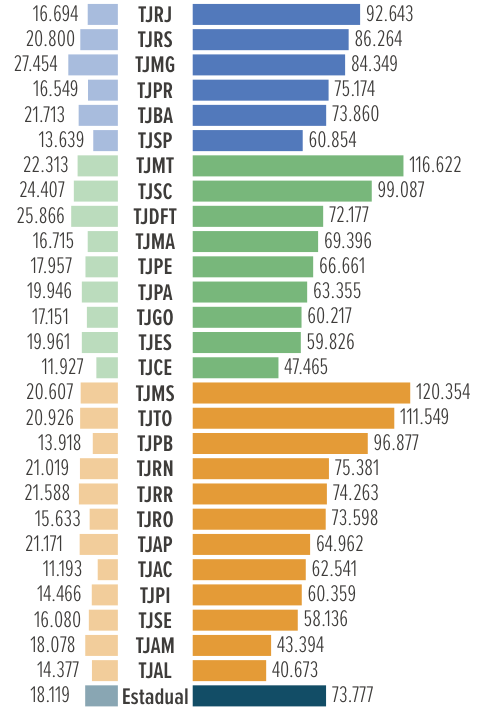 16.694 TJRJ 92.643
20.800 TJRS 86.264
27.454 TJMG 84.349
16.549 TJPR 75.174
21.713 TJBA 73.860
13.639 TJSP 60.854
22.313 TJMT 116.622
24.407 TJSC 99.087
25.866 TJDFT 72.177
16.715 TJMA 69.396
17.957 TJPE 66.661
19.946 TJPA 63.355
17.151 TJGO 60.217
19.961 TJES 59.826
11.927 TJCE 47.465
20.607 TJMS 120.354
20.926 TJTO 111.549
13.918 TJPB 96.877
21.019 TJRN 75.381
21.588 TJRR 74.263
15.633 TJRO 73.598
21.171 TJAP 64.962
11.193 TJAC 62.541
14.466 TJPI 60.359
16.080 TJSE 58.136
18.078 TJAM 43.394
14.377 TJAL 40.673
18.119 Estadual 73.777